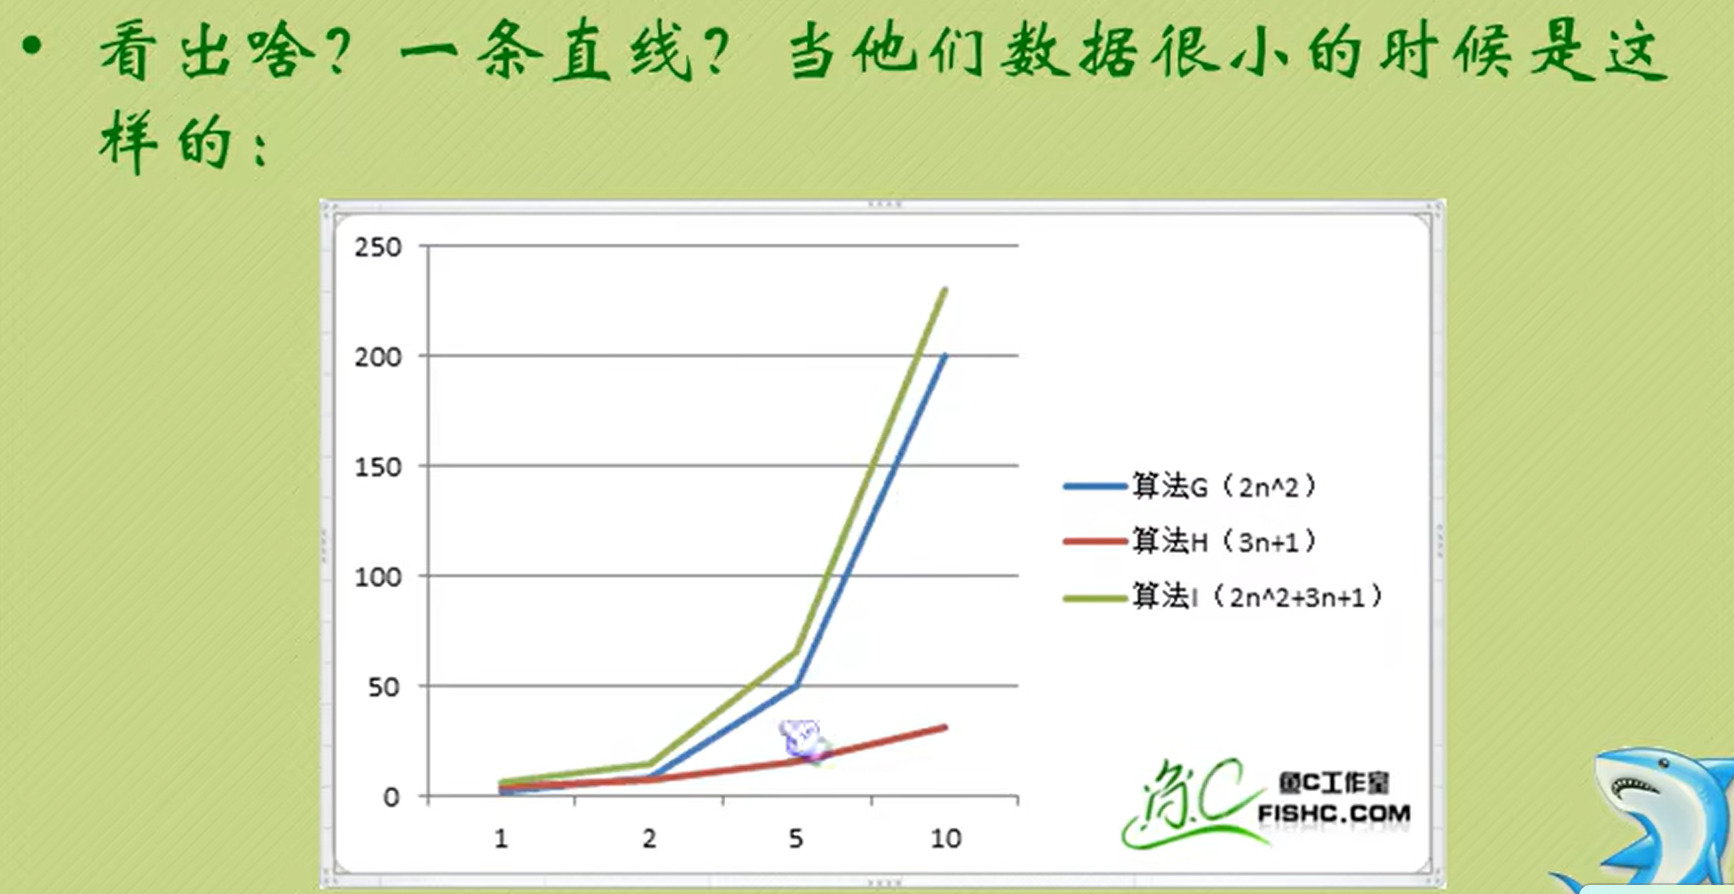 • 看出啥？一条直线？当他们数据很小的时候是这
样的：
250
200
150
100
50
0
1 2 5 10
算法G（2n^2）
算法H（3n+1）
算法I（2n^2+3n+1）
鱼C
鱼C工作室
FISHC.COM